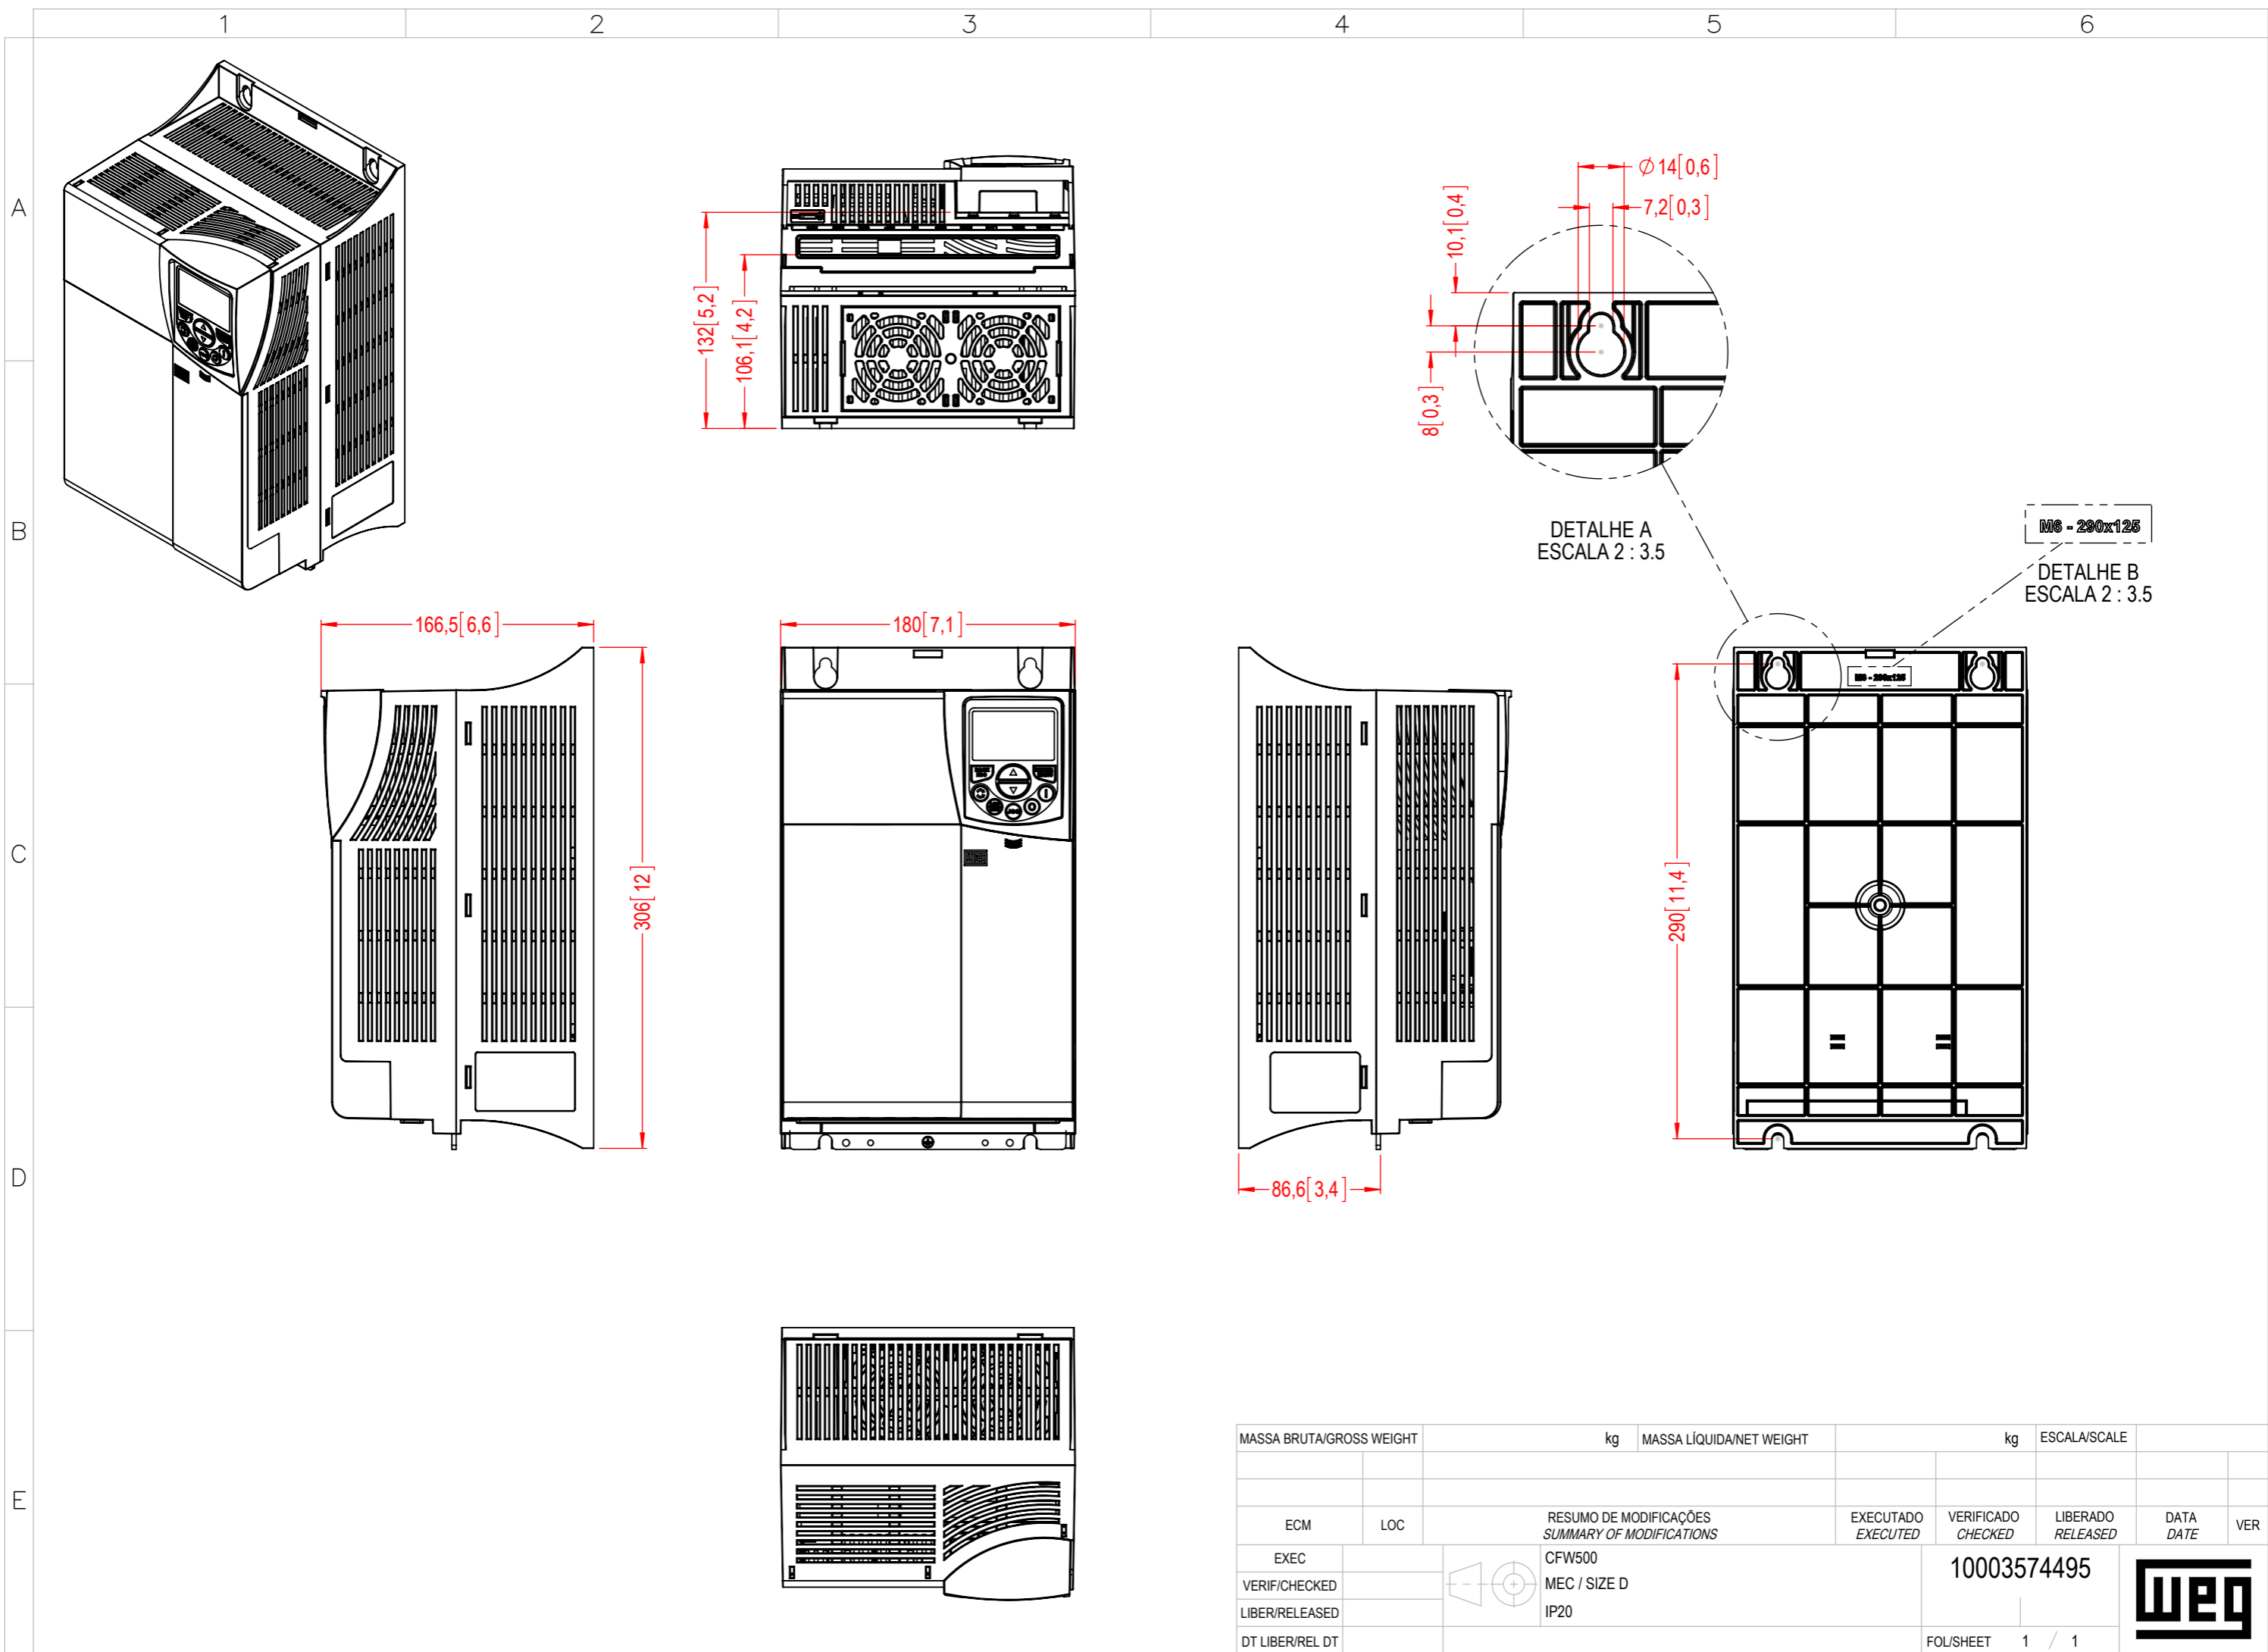 1 2 3 4 5 6
A
B
C
D
E
132[5,2]
106,1[4,2]
Ø14[0,6]
7,2[0,3]
10,1[0,4]
8[0,3]
DETALHE A
ESCALA 2 : 3.5
M6 - 290x125
DETALHE B
ESCALA 2 : 3.5
166,5[6,6]
306[12]
180[7,1]
86,6[3,4]
M6 - 290x125
290[11,4]
MASSA BRUTA/GROSS WEIGHT kg MASSA LÍQUIDA/NET WEIGHT kg ESCALA/SCALE
ECM LOC RESUMO DE MODIFICAÇÕES EXECUTADO VERIFICADO LIBERADO DATA VER
SUMMARY OF MODIFICATIONS EXECUTED CHECKED RELEASED DATE
EXEC
VERIF/CHECKED
LIBER/RELEASED
DT LIBER/REL DT
CFW500
MEC / SIZE D
IP20
10003574495
FOL/SHEET 1 / 1
weg